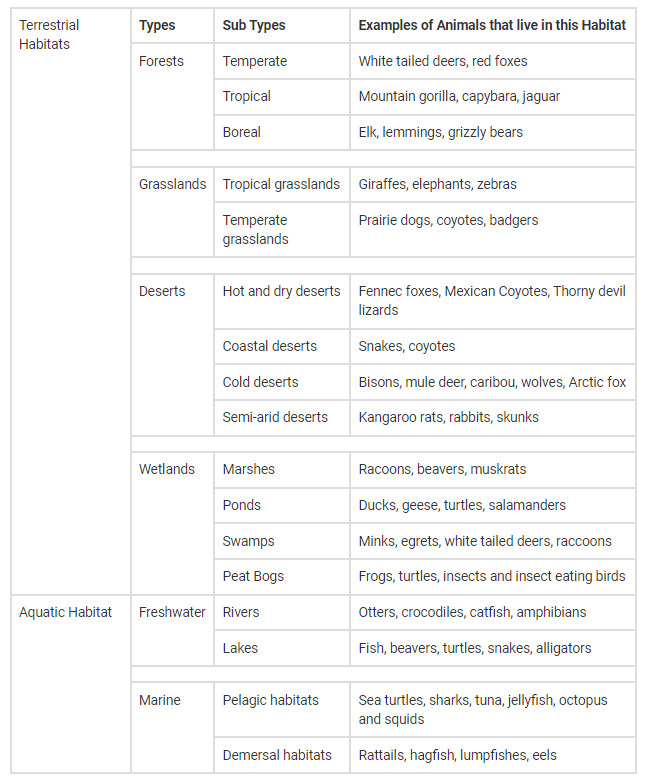 Terrestrial Habitats
Types
Sub Types
Examples of Animals that live in this Habitat
Forests
Temperate
White tailed deers, red foxes
Tropical
Mountain gorilla, capybara, jaguar
Boreal
Elk, lemmings, grizzly bears
Grasslands
Tropical grasslands
Giraffes, elephants, zebras
Temperate
grasslands
Prairie dogs, coyotes, badgers
Deserts
Hot and dry deserts
Fennec foxes, Mexican Coyotes, Thorny devil
lizards
Coastal deserts
Snakes, coyotes
Cold deserts
Bisons, mule deer, caribou, wolves, Arctic fox
Semi-arid deserts
Kangaroo rats, rabbits, skunks
Wetlands
Marshes
Racoons, beavers, muskrats
Ponds
Ducks, geese, turtles, salamanders
Swamps
Minks, egrets, white tailed deers, raccoons
Peat Bogs
Frogs, turtles, insects and insect eating birds
Aquatic Habitat
Freshwater
Rivers
Otters, crocodiles, catfish, amphibians
Lakes
Fish, beavers, turtles, snakes, alligators
Marine
Pelagic habitats
Sea turtles, sharks, tuna, jellyfish, octopus
and squids
Demersal habitats
Rattails, hagfish, lumpfishes, eels